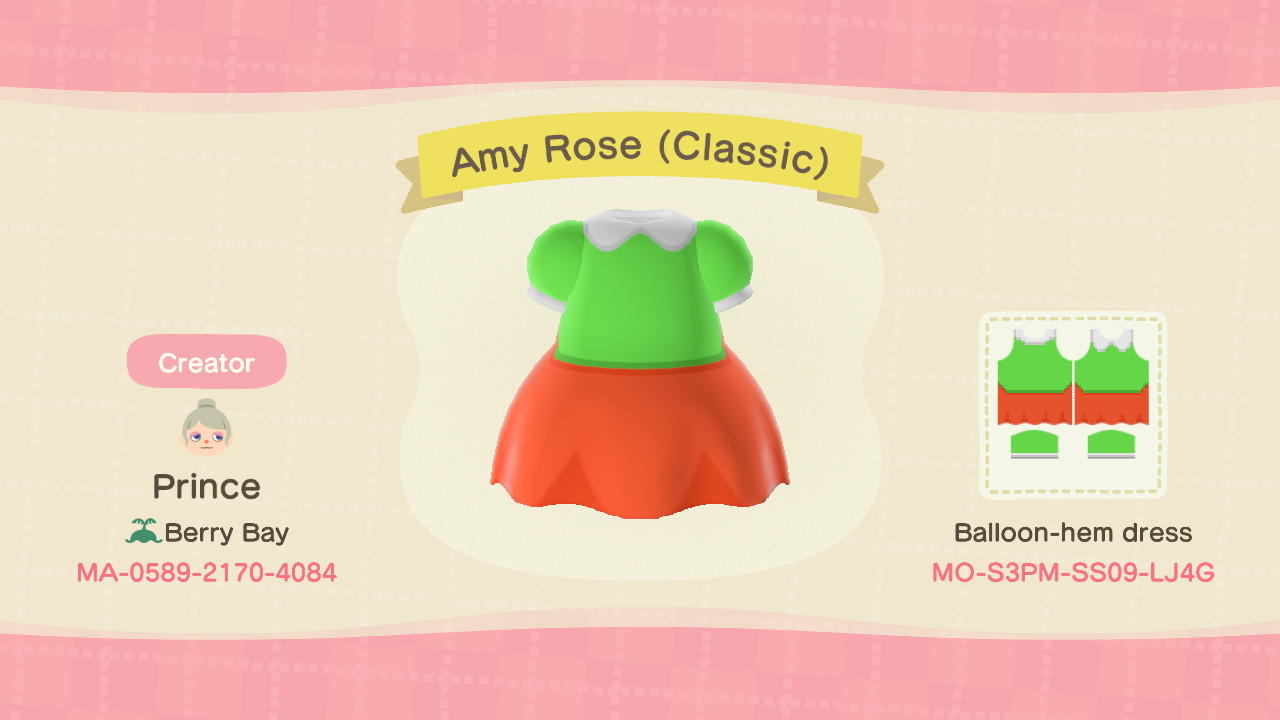 Amy Rose (Classic)
Creator
Prince
Berry Bay
MA-0589-2170-4084
Balloon-hem dress
MO-S3PM-SS09-LJ4G